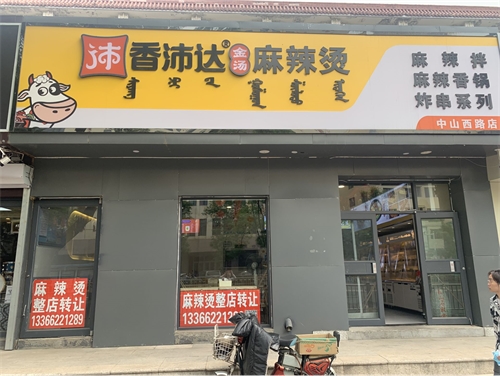 沛 香沛达 金汤 麻辣烫
麻辣拌
麻辣香锅
炸串系列
中山西路店
麻辣烫
整店转让
13366221289
麻辣烫整店转让